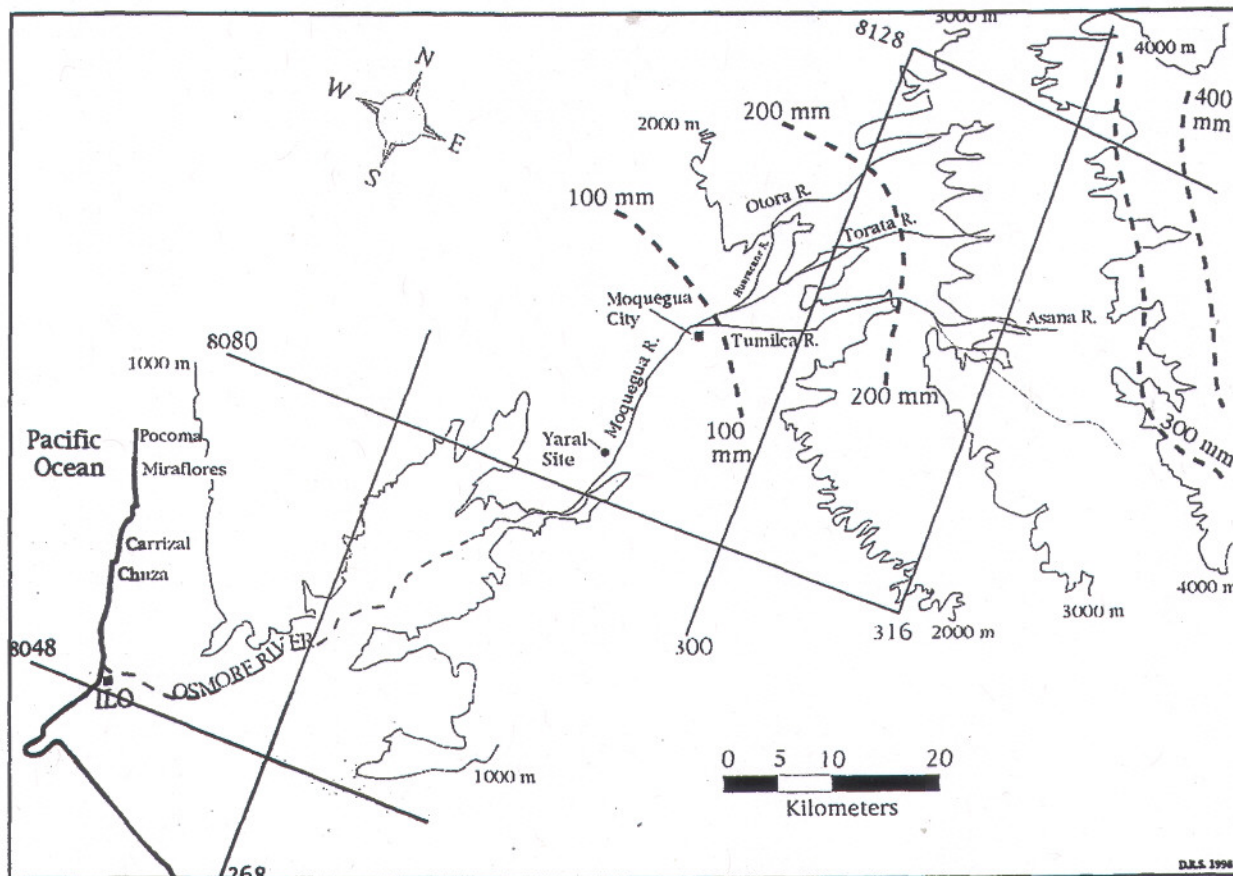 3000 m
8128
4000 m
N
W
E
S
400
mm
2000 m
200 mm
100 mm
Otora R.
Torata R.
Huaracane R.
Moquegua
City
Asana R.
Tumilca R.
8080
1000 m
Moquegua R.
200 mm
100
mm
300 mm
Pacific
Ocean
Pocoma
Miraflores
Yaral
Site
Carrizal
Chuza
4000 m
3000 m
316
2000 m
300
8048
OSMORE RIVER
ILO
0 5 10 20
Kilometers
1000 m
268
D.R.S. 1998